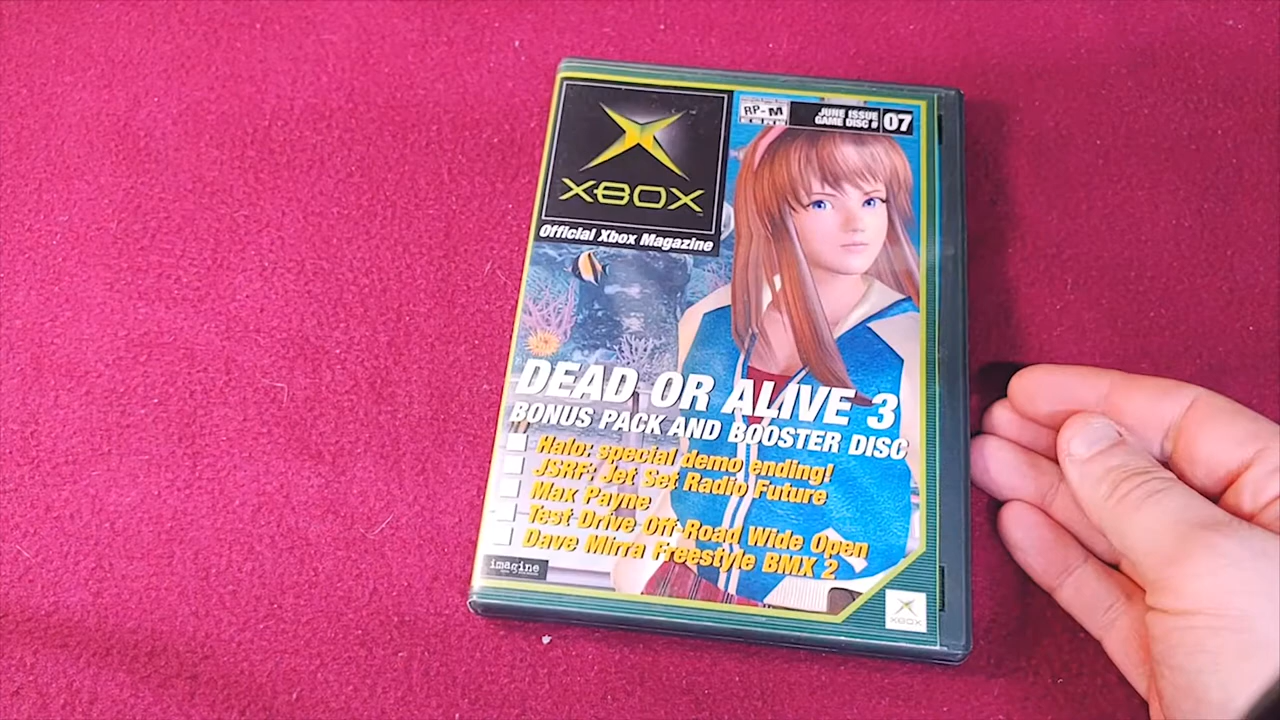 RP-M
JUNE ISSUE
GAME DISC # 07
XBOX
Official Xbox Magazine
DEAD OR ALIVE 3
BONUS PACK AND BOOSTER DISC
Halo: special demo ending!
JSRF: Jet Set Radio Future
Max Payne
Test Drive Off-Road Wide Open
Dave Mirra Freestyle BMX 2
imagine
XBOX